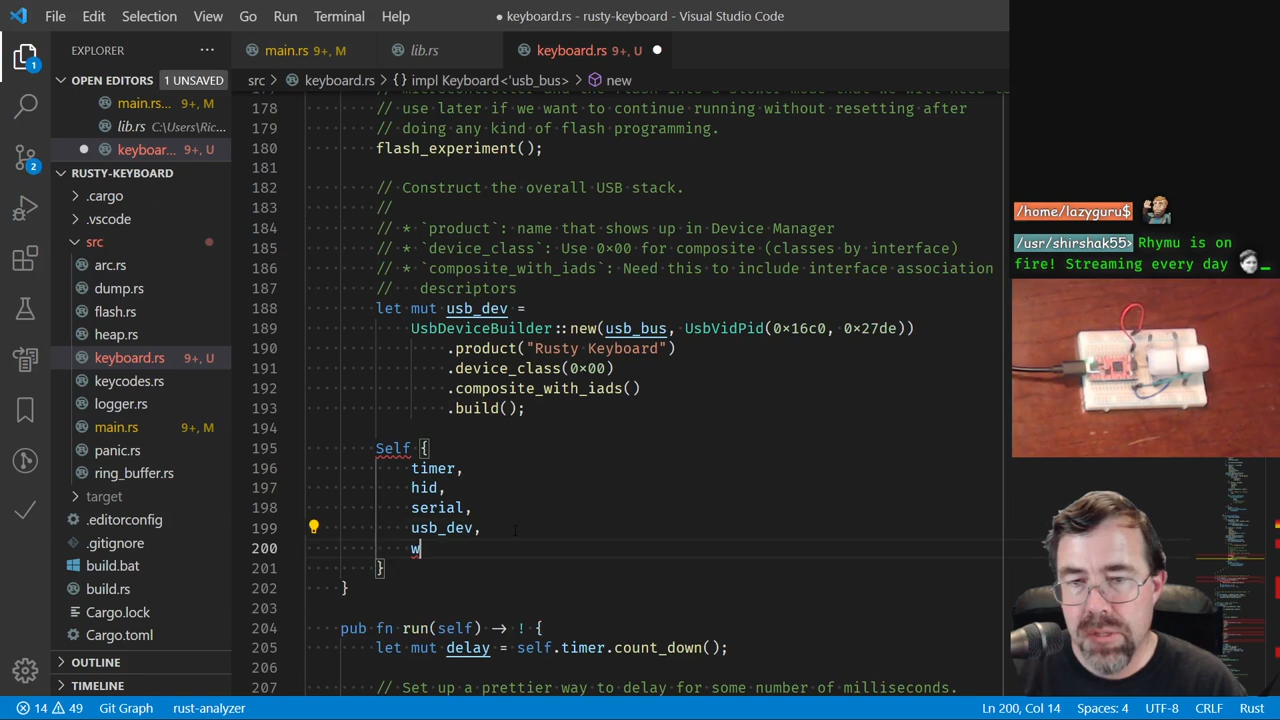 File Edit Selection View Go Run Terminal Help
● keyboard.rs - rusty-keyboard - Visual Studio Code
EXPLORER ···
main.rs 9+, M
lib.rs
keyboard.rs 9+, U ●
OPEN EDITORS 1 UNSAVED
src > keyboard.rs > {} impl Keyboard<'usb_bus> > new
main.rs... 9+, M
lib.rs C:\Users\Ric...
keyboar... 9+, U
RUSTY-KEYBOARD
.cargo
.vscode
src
arc.rs
dump.rs
flash.rs
heap.rs
keyboard.rs 9+, U
keycodes.rs
logger.rs
main.rs 9+, M
panic.rs
ring_buffer.rs
target
.editorconfig
.gitignore
build.bat
build.rs
Cargo.lock
Cargo.toml
OUTLINE
TIMELINE
1
2
178 // use later if we want to continue running without resetting after
179 // doing any kind of flash programming.
180 flash_experiment();
181
182 // Construct the overall USB stack.
183 //
184 // * `product`: name that shows up in Device Manager
185 // * `device_class`: Use 0×00 for composite (classes by interface)
186 // * `composite_with_iads`: Need this to include interface association
187 // descriptors
188 let mut usb_dev =
189 UsbDeviceBuilder::new(usb_bus, UsbVidPid(0×16c0, 0×27de))
190 .product("Rusty Keyboard")
191 .device_class(0×00)
192 .composite_with_iads()
193 .build();
194
195 Self {
196 timer,
197 hid,
198 serial,
199 usb_dev,
200 w
201 }
202 }
203
204 pub fn run(self) → ! {
205 let mut delay = self.timer.count_down();
206
207 // Set up a prettier way to delay for some number of milliseconds.
/home/lazyguru$
/usr/shirshak55> Rhymu is on
fire! Streaming every day
14 49 Git Graph rust-analyzer Ln 200, Col 14 Spaces: 4 UTF-8 CRLF Rust